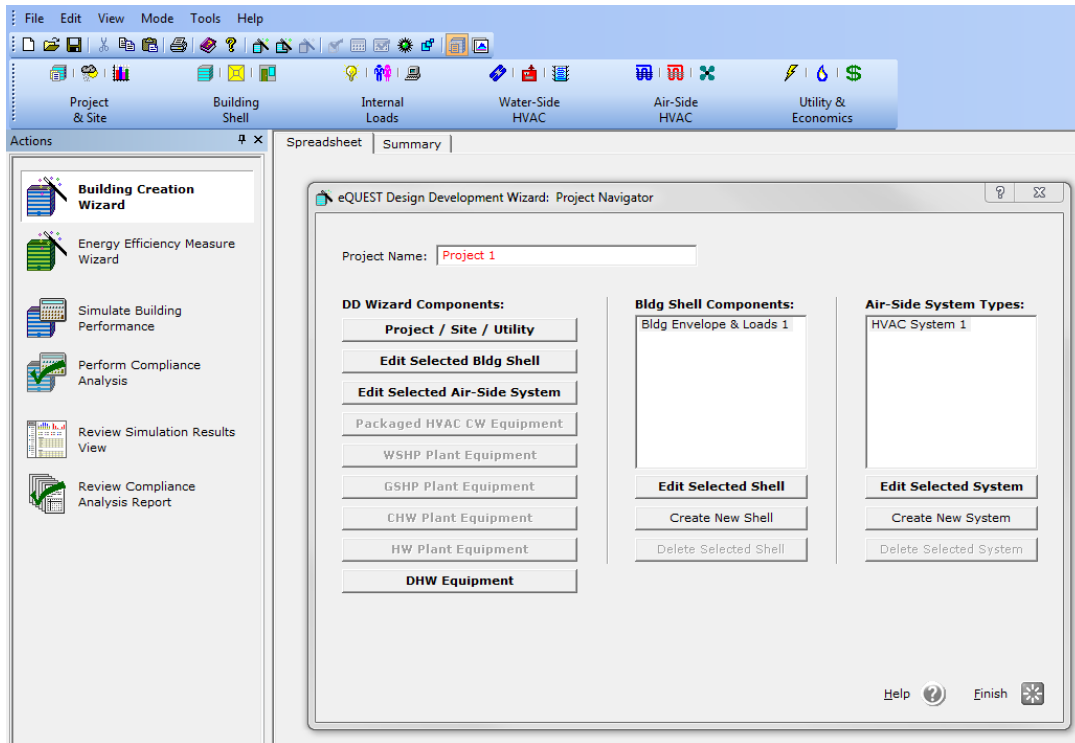 File Edit View Mode Tools Help
Project & Site
Building Shell
Internal Loads
Water-Side HVAC
Air-Side HVAC
Utility & Economics
Actions
Building Creation
Wizard
Energy Efficiency Measure
Wizard
Simulate Building
Performance
Perform Compliance
Analysis
Review Simulation Results
View
Review Compliance
Analysis Report
Spreadsheet Summary
eQUEST Design Development Wizard: Project Navigator
Project Name: Project 1
DD Wizard Components:
Project / Site / Utility
Edit Selected Bldg Shell
Edit Selected Air-Side System
Packaged HVAC CW Equipment
WSHP Plant Equipment
GSHP Plant Equipment
CHW Plant Equipment
HW Plant Equipment
DHW Equipment
Bldg Shell Components:
Bldg Envelope & Loads 1
Edit Selected Shell
Create New Shell
Delete Selected Shell
Air-Side System Types:
HVAC System 1
Edit Selected System
Create New System
Delete Selected System
Help Finish